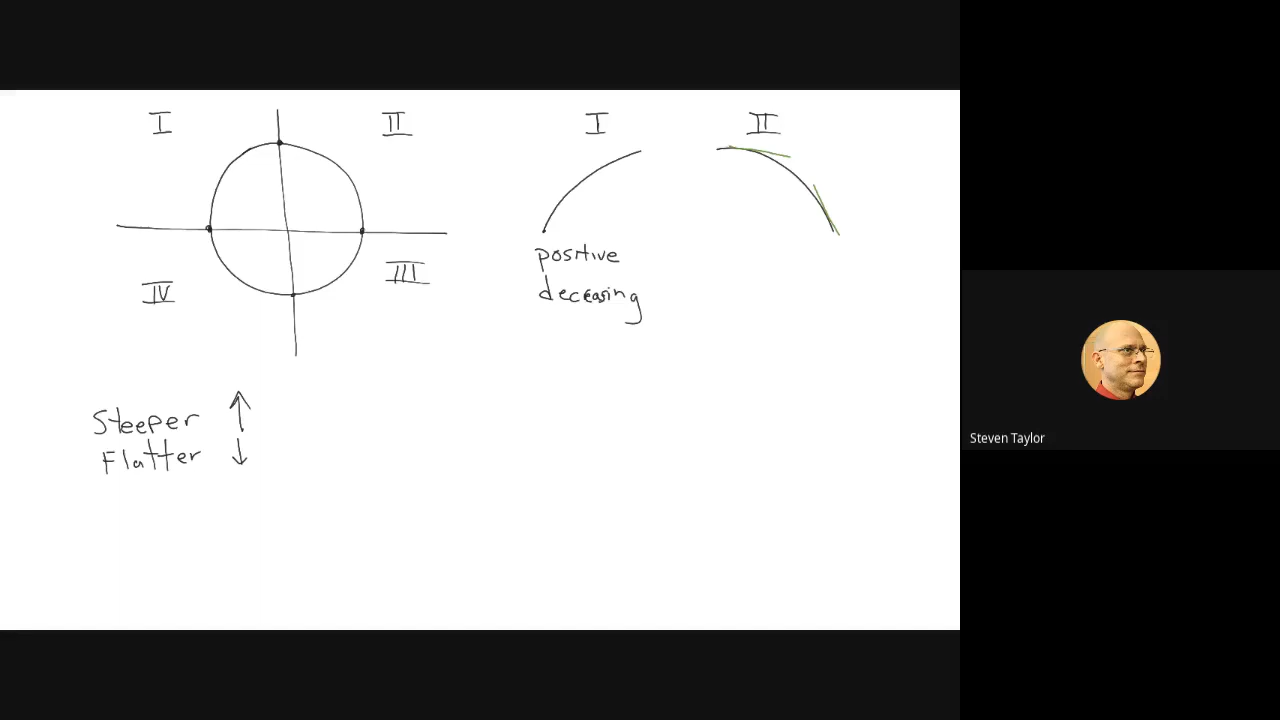 I II I II
III
IV
positive
deceasing
Steeper ↑
Flatter ↓
Steven Taylor